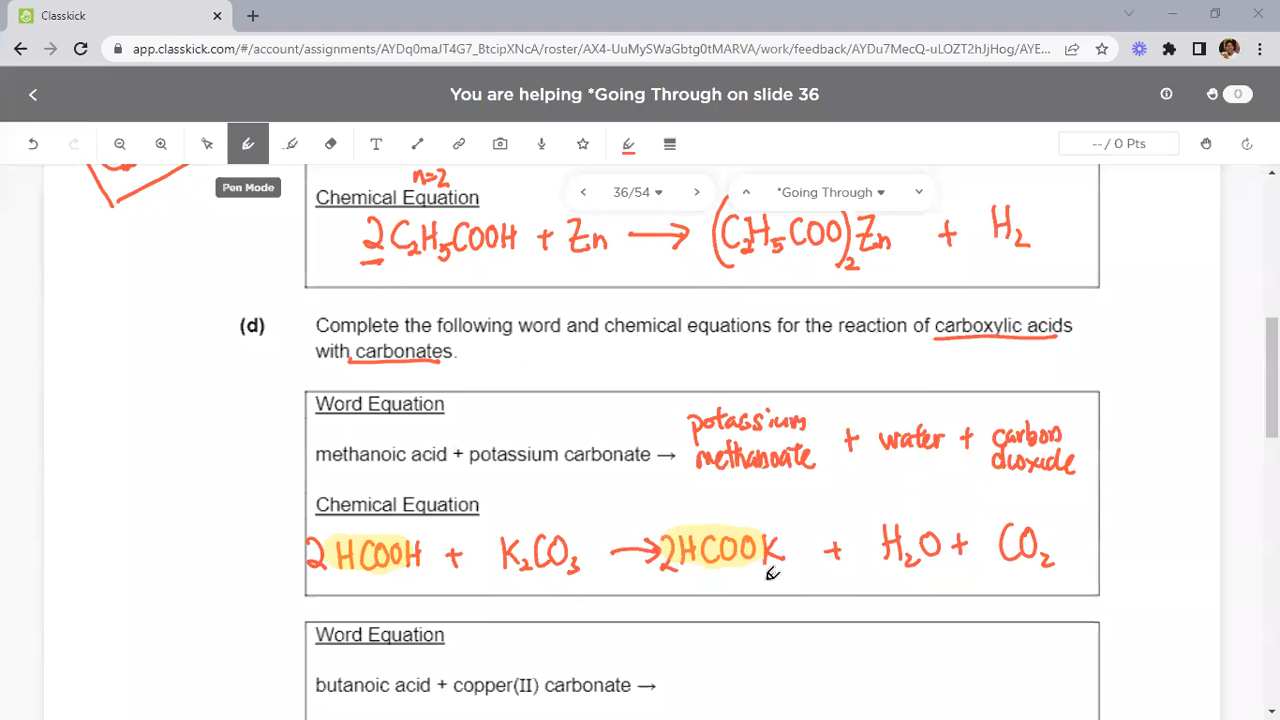 Classkick
app.classkick.com/#/account/assignments/AYDq0maJT4G7_BtcipXNcA/roster/AX4-UuMySWaGbtg0tMARVA/work/feedback/AYDu7MecQ-uLOZT2hJjHog/AYE...
You are helping *Going Through on slide 36
0
T
--/ 0 Pts
Pen Mode
36/54
*Going Through
n=2
Chemical Equation
2C₂H₅COOH + Zn ⟶ (C₂H₅COO)₂Zn + H₂
(d) Complete the following word and chemical equations for the reaction of carboxylic acids
with carbonates.
Word Equation
methanoic acid + potassium carbonate → potassium methanoate + water + carbon dioxide
Chemical Equation
2HCOOH + K₂CO₃ ⟶ 2HCOOK + H₂O + CO₂
Word Equation
butanoic acid + copper(II) carbonate →